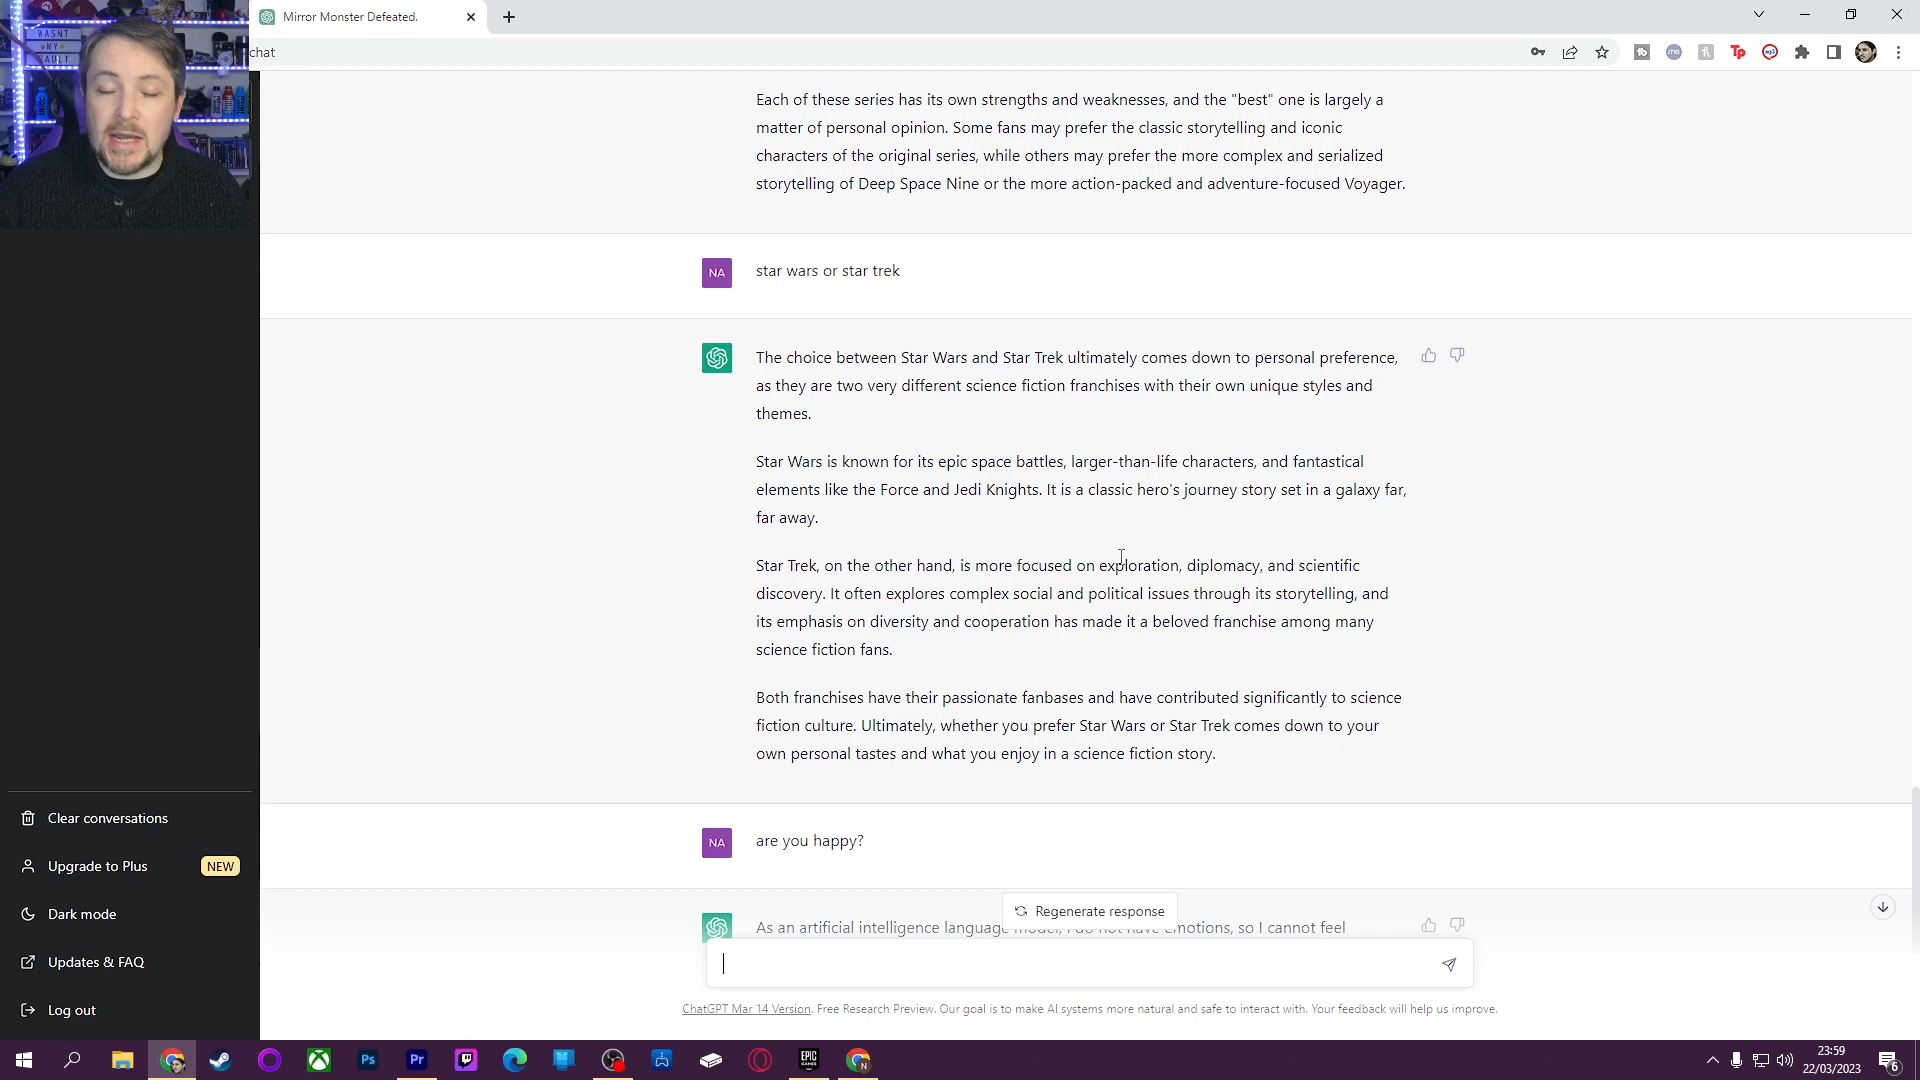 WASNT
MY
FAULT
Mirror Monster Defeated.
chat
Each of these series has its own strengths and weaknesses, and the "best" one is largely a
matter of personal opinion. Some fans may prefer the classic storytelling and iconic
characters of the original series, while others may prefer the more complex and serialized
storytelling of Deep Space Nine or the more action-packed and adventure-focused Voyager.
NA
star wars or star trek
The choice between Star Wars and Star Trek ultimately comes down to personal preference,
as they are two very different science fiction franchises with their own unique styles and
themes.
Star Wars is known for its epic space battles, larger-than-life characters, and fantastical
elements like the Force and Jedi Knights. It is a classic hero's journey story set in a galaxy far,
far away.
Star Trek, on the other hand, is more focused on exploration, diplomacy, and scientific
discovery. It often explores complex social and political issues through its storytelling, and
its emphasis on diversity and cooperation has made it a beloved franchise among many
science fiction fans.
Both franchises have their passionate fanbases and have contributed significantly to science
fiction culture. Ultimately, whether you prefer Star Wars or Star Trek comes down to your
own personal tastes and what you enjoy in a science fiction story.
NA
are you happy?
Regenerate response
As an artificial intelligence language model, I do not have emotions, so I cannot feel
ChatGPT Mar 14 Version. Free Research Preview. Our goal is to make AI systems more natural and safe to interact with. Your feedback will help us improve.
Clear conversations
Upgrade to Plus NEW
Dark mode
Updates & FAQ
Log out
Ps
Pr
EPIC
GAMES
N
23:59
22/03/2023
6